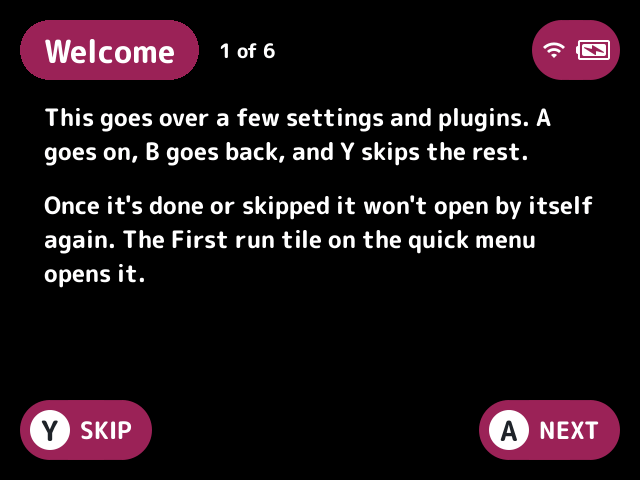 Welcome
1 of 6
This goes over a few settings and plugins. A
goes on, B goes back, and Y skips the rest.
Once it's done or skipped it won't open by itself
again. The First run tile on the quick menu
opens it.
Y SKIP
A NEXT